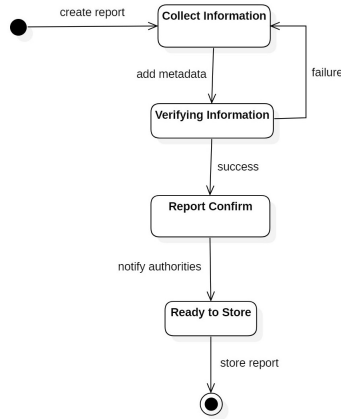 create report
Collect Information
add metadata
failure
Verifying Information
success
Report Confirm
notify authorities
Ready to Store
store report